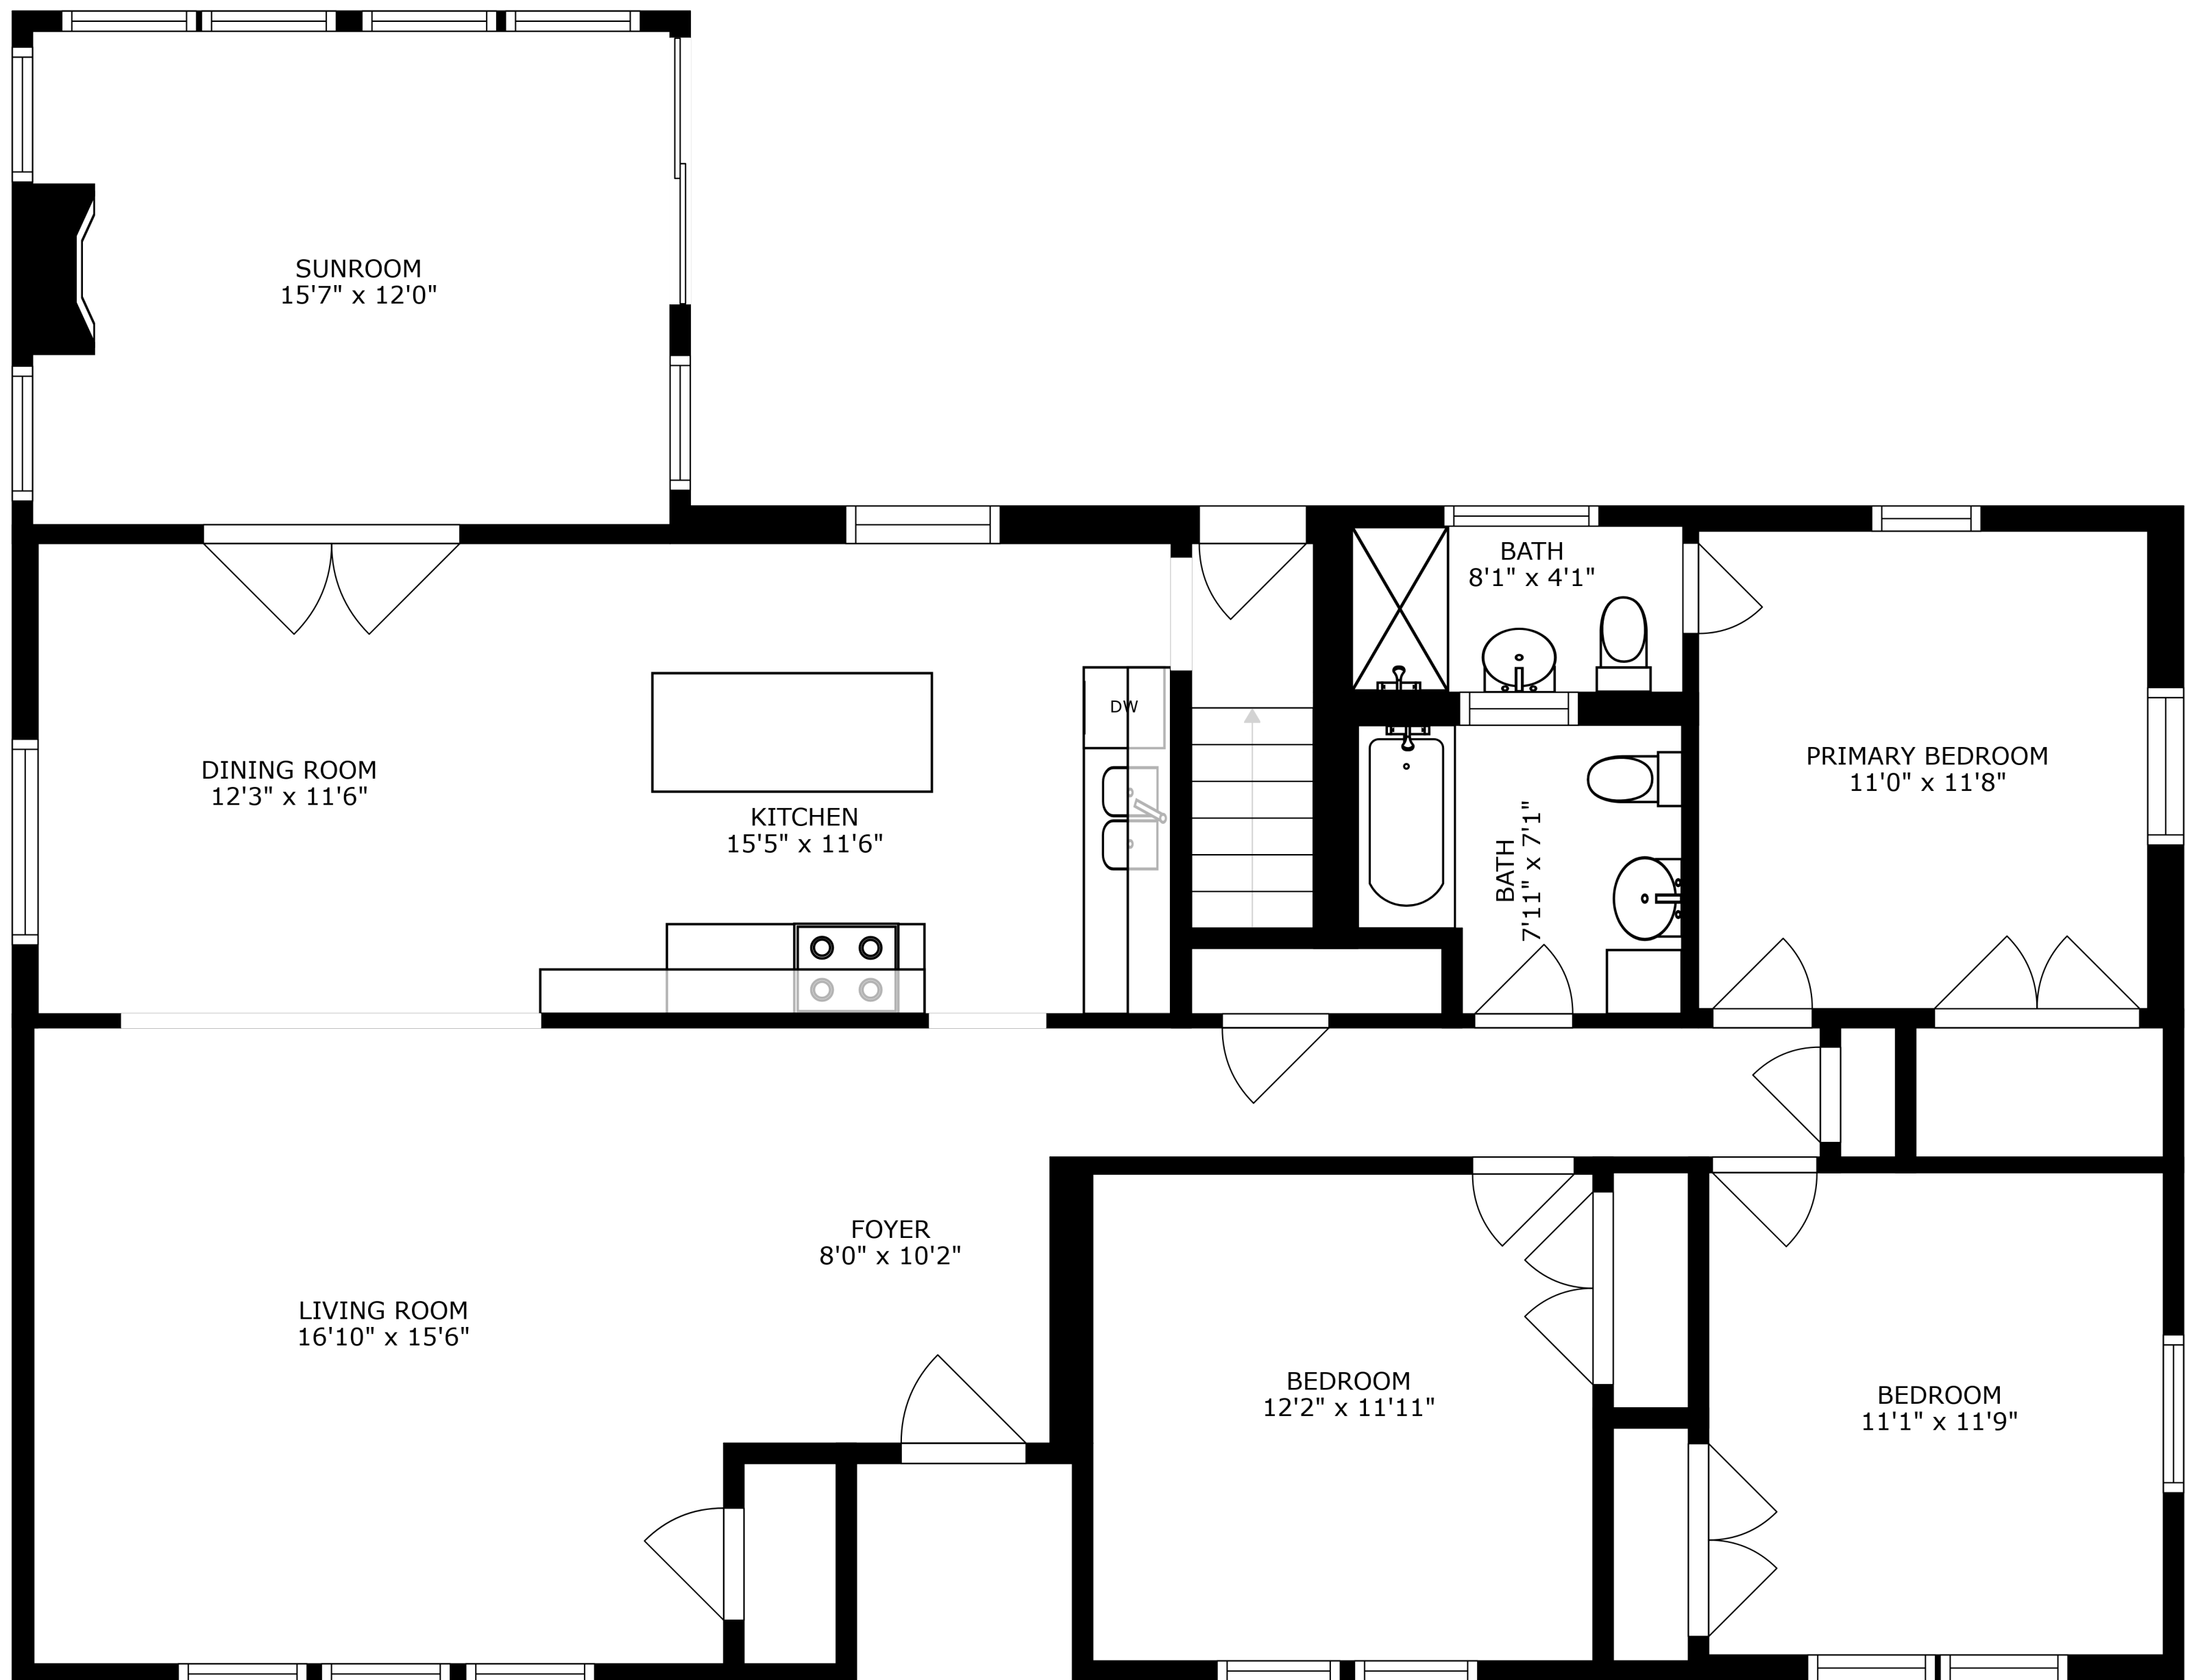 SUNROOM
15'7" x 12'0"
BATH
8'1" x 4'1"
DW
PRIMARY BEDROOM
11'0" x 11'8"
DINING ROOM
12'3" x 11'6"
KITCHEN
15'5" x 11'6"
BATH
7'11" x 7'1"
FOYER
8'0" x 10'2"
LIVING ROOM
16'10" x 15'6"
BEDROOM
12'2" x 11'11"
BEDROOM
11'1" x 11'9"